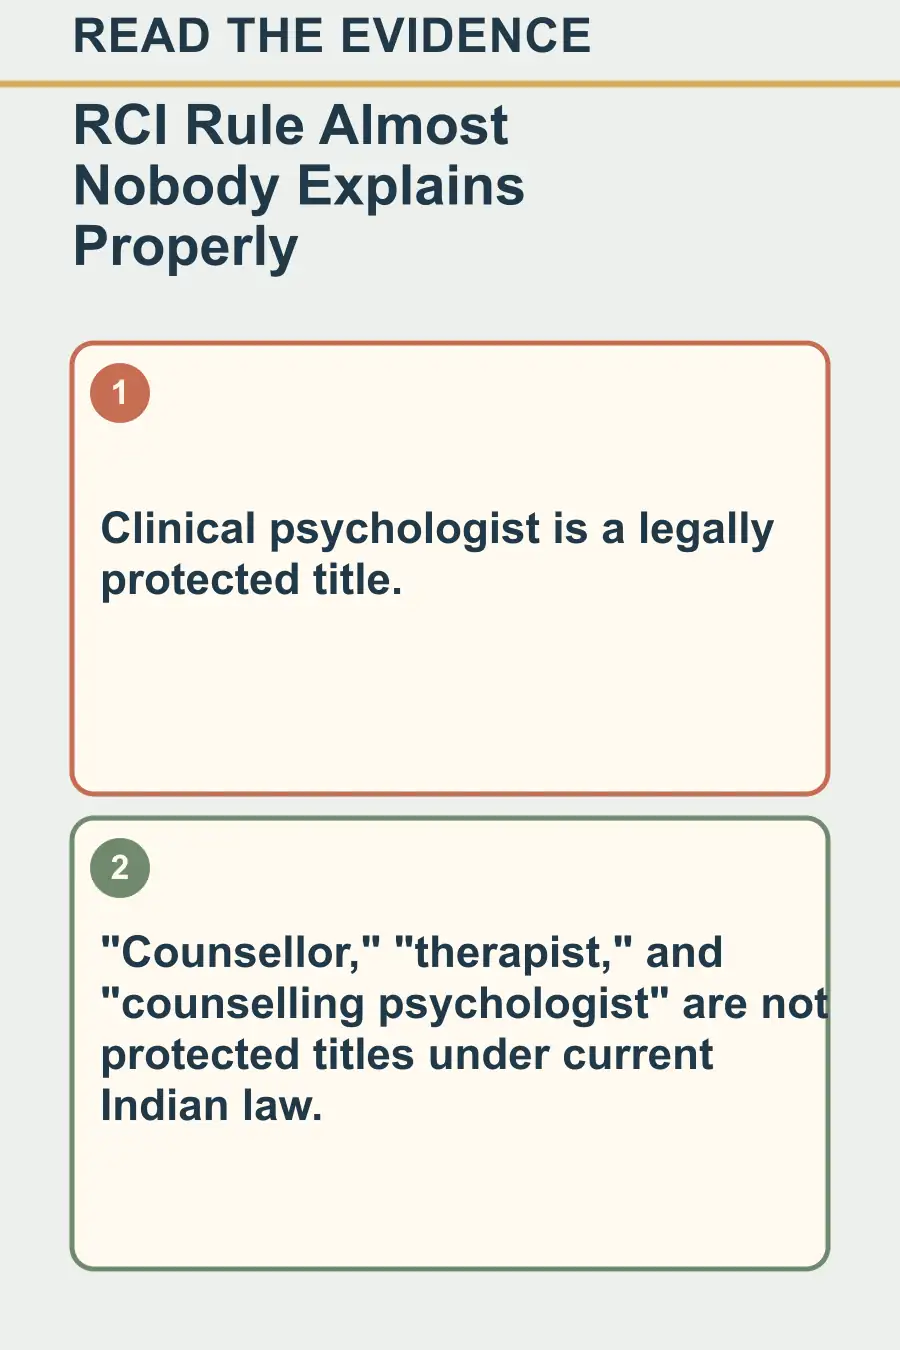 READ THE EVIDENCE
RCI Rule Almost
Nobody Explains
Properly
1
Clinical psychologist is a legally
protected title.
2
"Counsellor," "therapist," and
"counselling psychologist" are not
protected titles under current
Indian law.